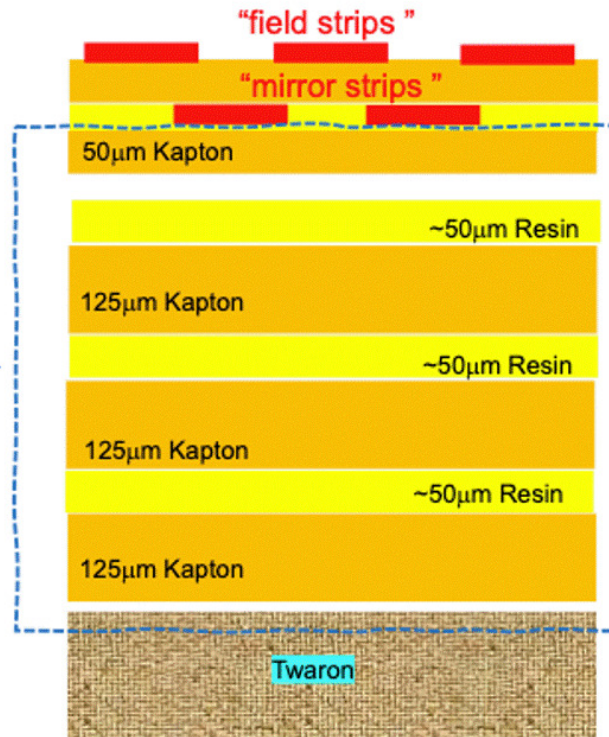 “field strips ”
“mirror strips ”
50μm Kapton
~50μm Resin
125μm Kapton
~50μm Resin
125μm Kapton
~50μm Resin
125μm Kapton
Twaron